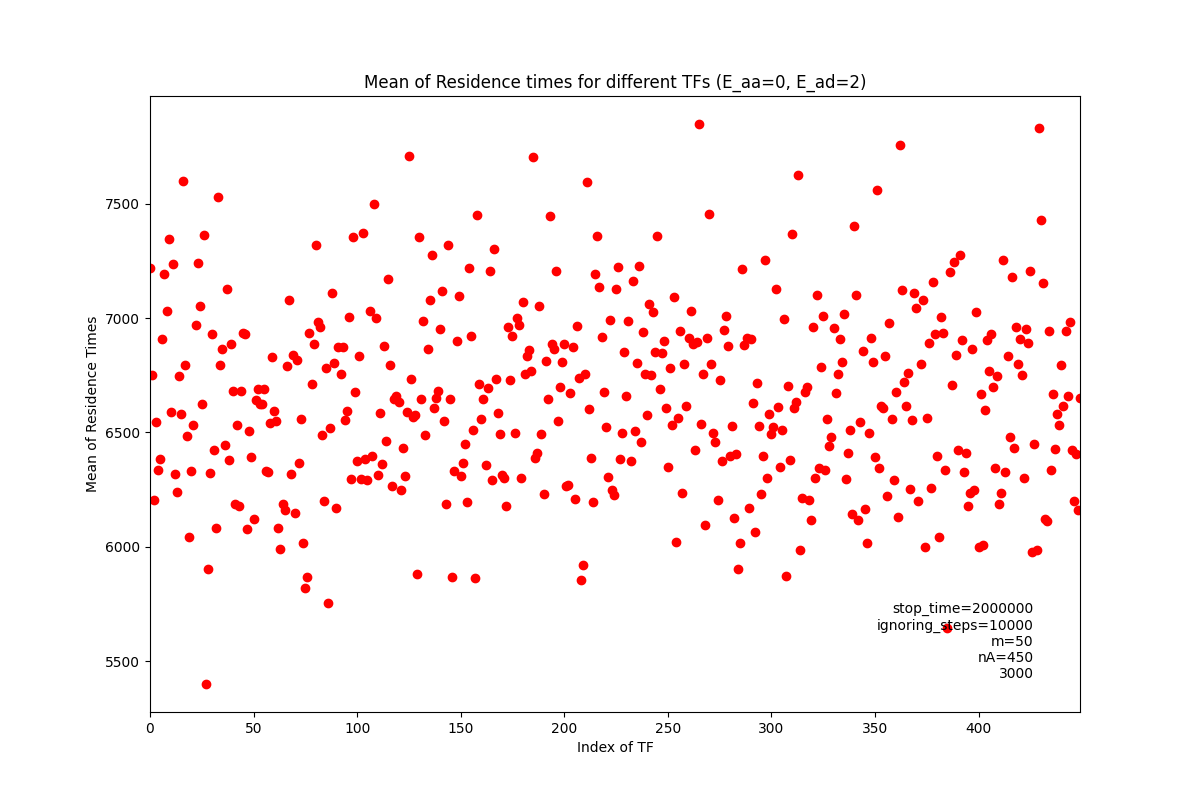 Mean of Residence times for different TFs (E_aa=0, E_ad=2)
Mean of Residence Times
7500
7000
6500
6000
5500
stop_time=2000000
ignoring_steps=10000
m=50
nA=450
3000
0 50 100 150 200 250 300 350 400
Index of TF